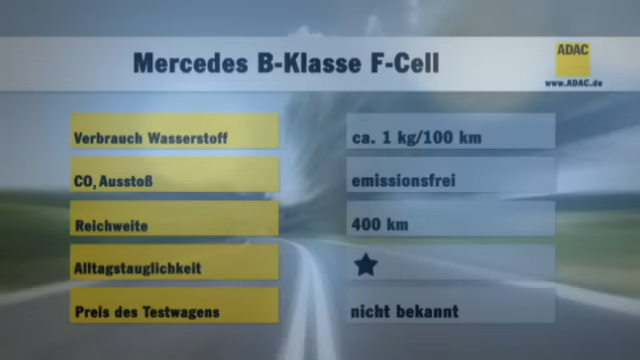 Mercedes B-Klasse F-Cell
ADAC
www.ADAC.de
Verbrauch Wasserstoff ca. 1 kg/100 km
CO₂ Ausstoß emissionsfrei
Reichweite 400 km
Alltagstauglichkeit ★
Preis des Testwagens nicht bekannt